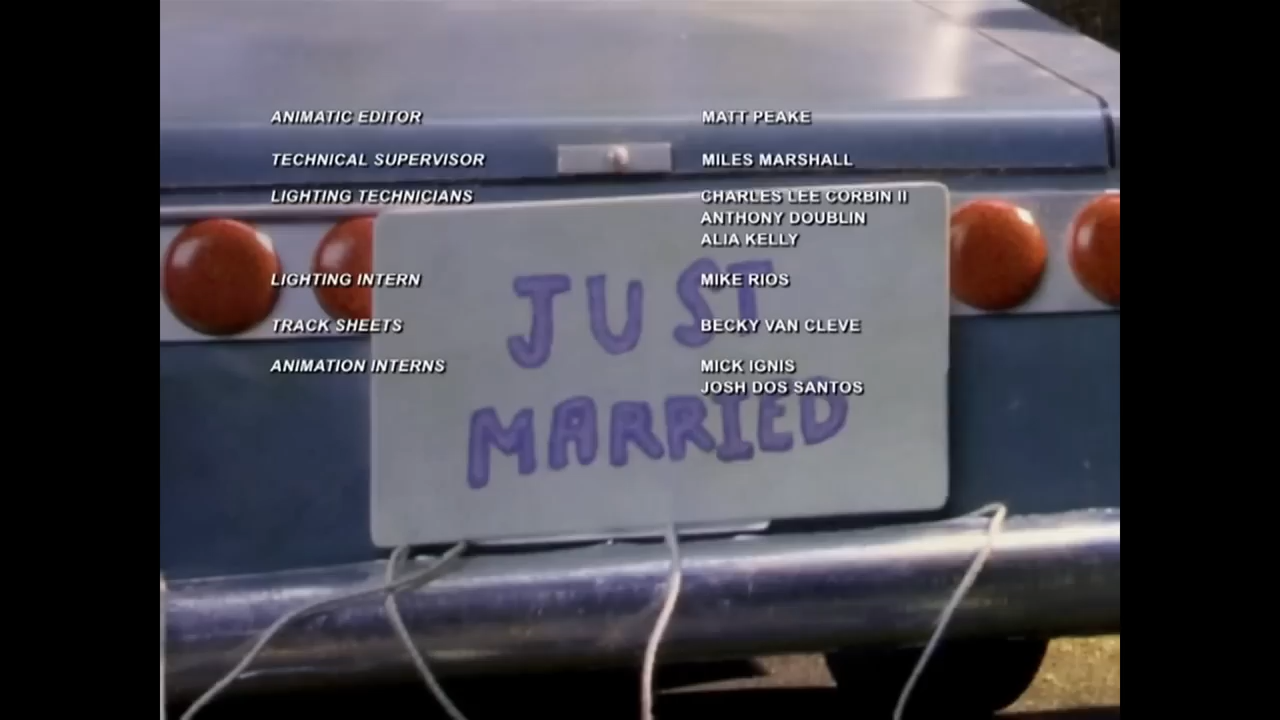 ANIMATIC EDITOR MATT PEAKE
TECHNICAL SUPERVISOR MILES MARSHALL
LIGHTING TECHNICIANS CHARLES LEE CORBIN II
ANTHONY DOUBLIN
ALIA KELLY
LIGHTING INTERN MIKE RIOS
TRACK SHEETS BECKY VAN CLEVE
ANIMATION INTERNS MICK IGNIS
JOSH DOS SANTOS
JUST
MARRIED